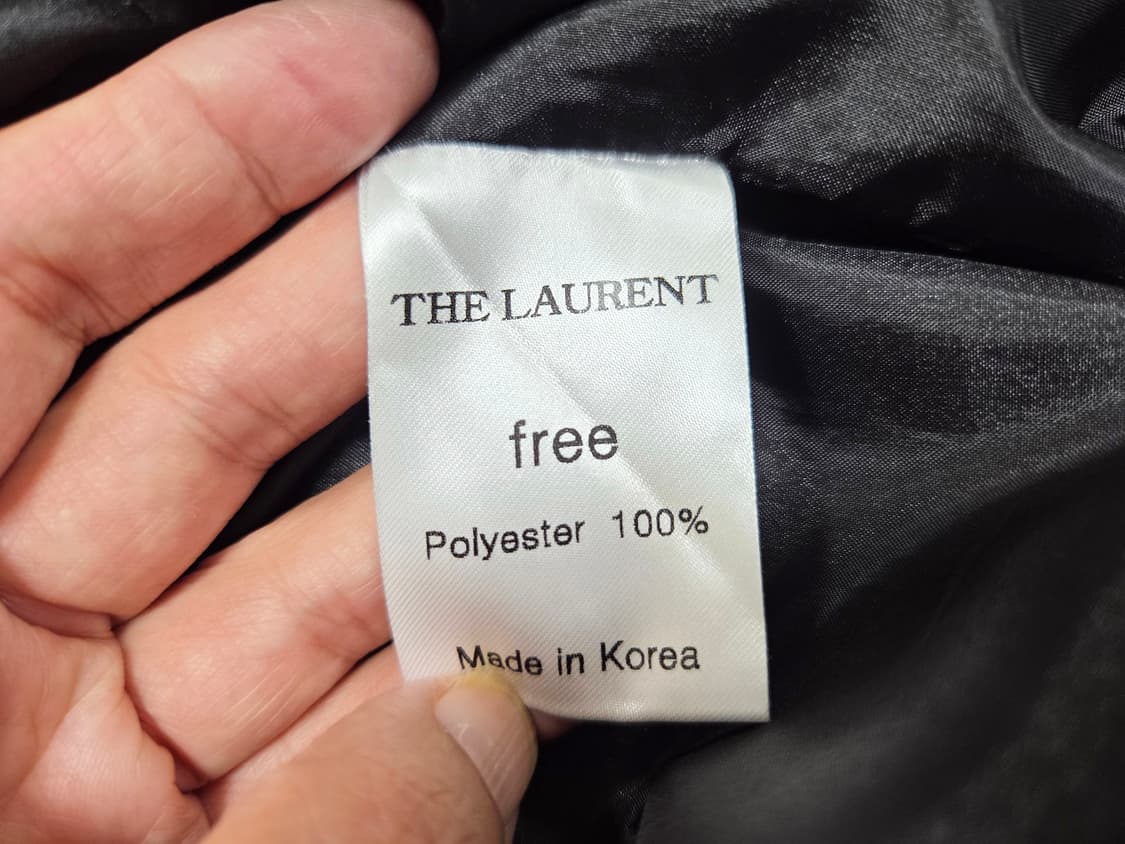 THE LAURENT
free
Polyester 100%
Made in Korea